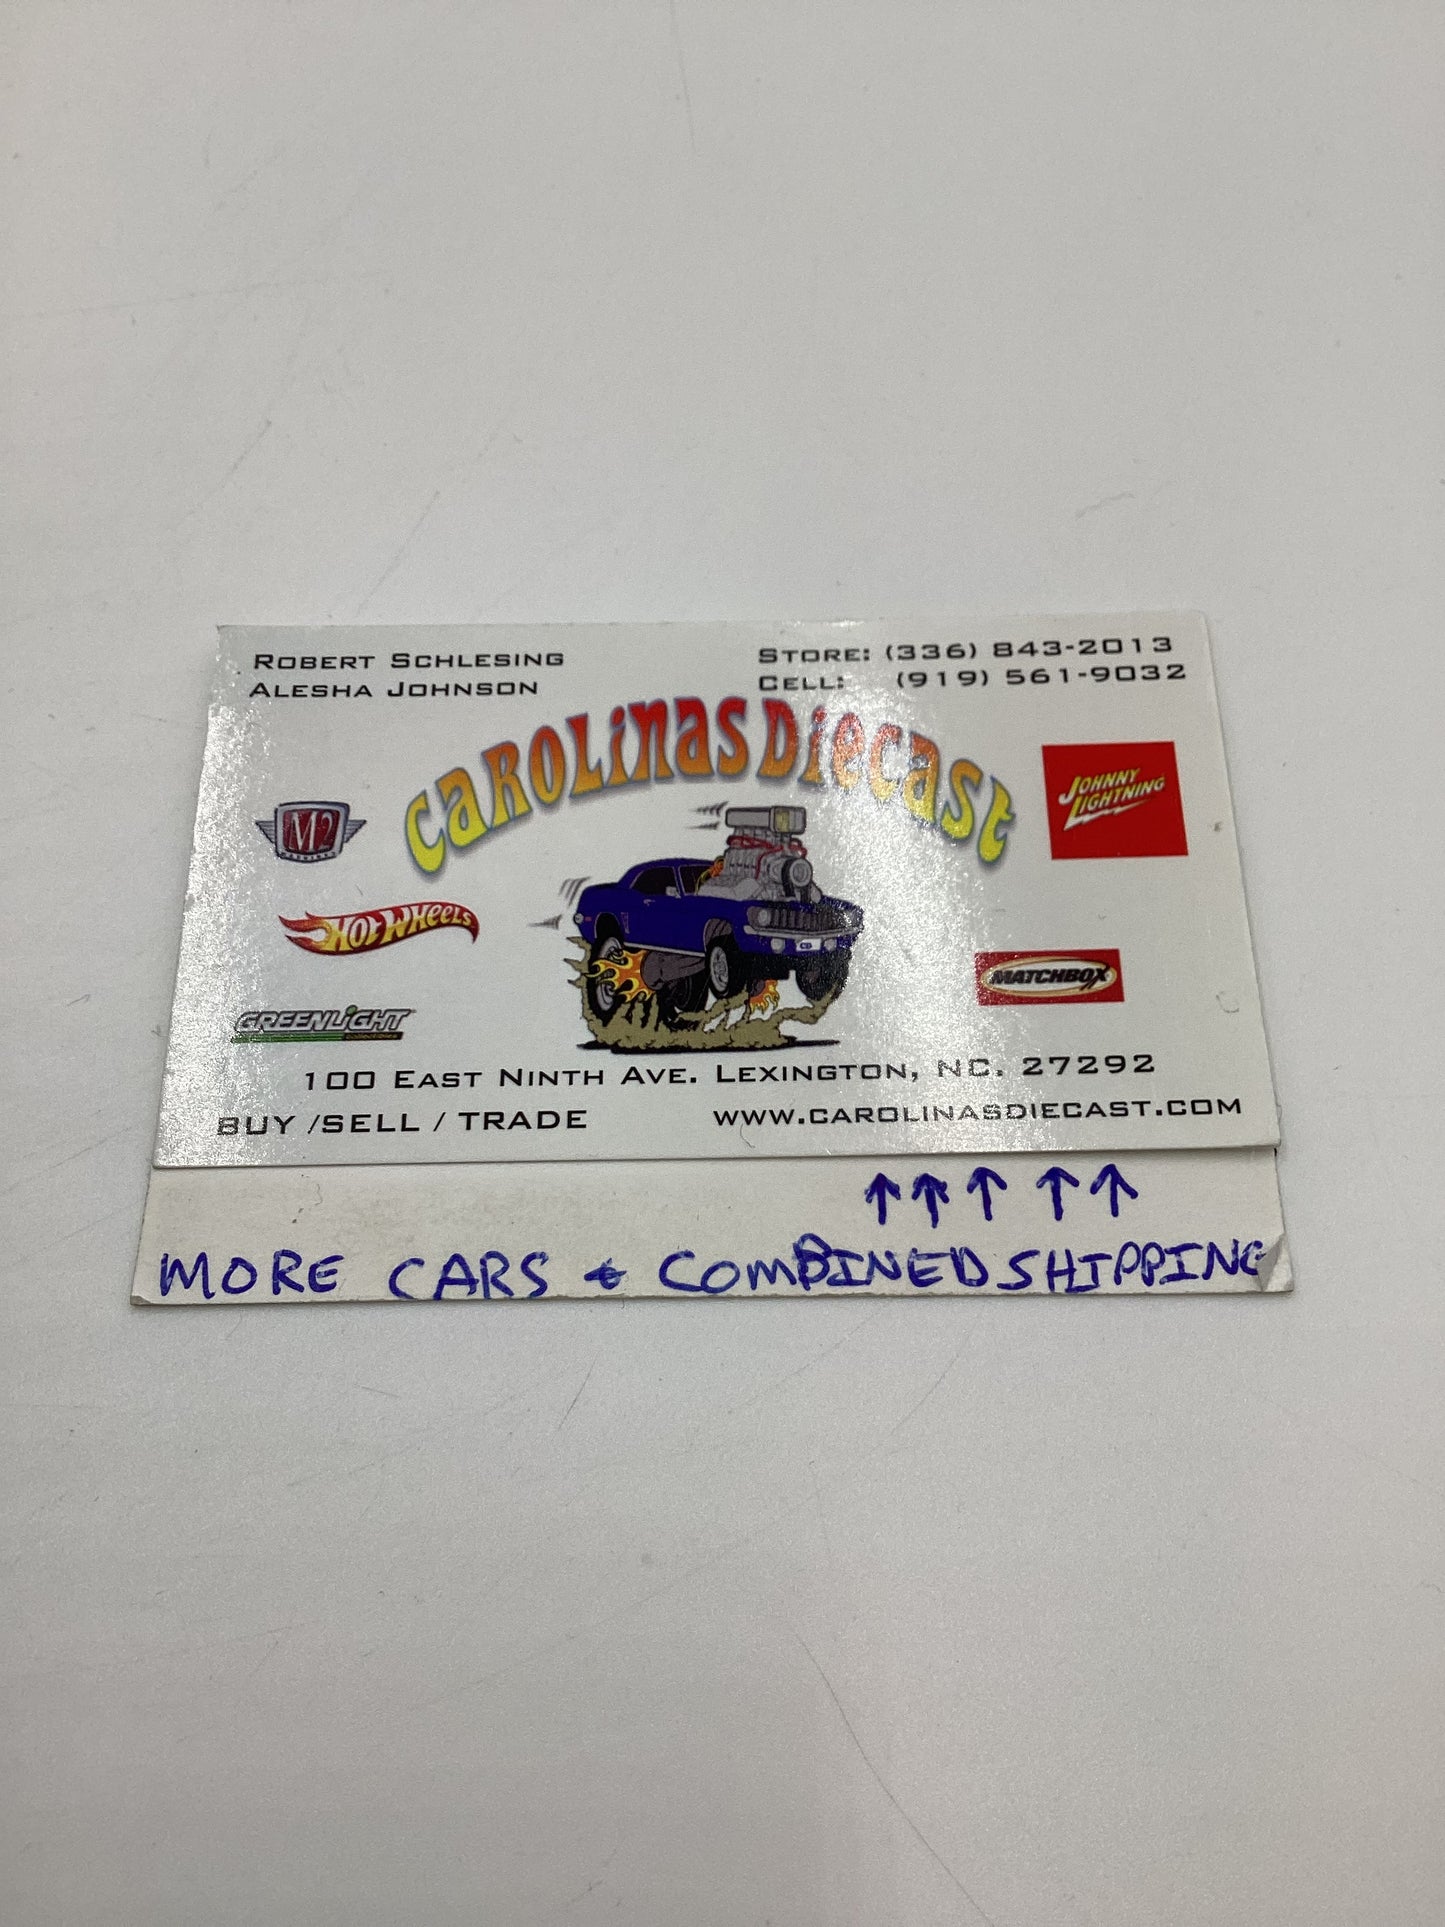 ROBERT SCHLESING
ALESHA JOHNSON
STORE: (336) 843-2013
CELL: (919) 561-9032
CAROLINAS DIECAST
M2
MACHINES
JOHNNY
LIGHTNING
HOT WHEELS
MATCHBOX
GREENLIGHT
CD
100 EAST NINTH AVE. LEXINGTON, NC. 27292
BUY /SELL / TRADE
WWW.CAROLINASDIECAST.COM
↑↑↑ ↑↑
MORE CARS & COMBINED SHIPPING